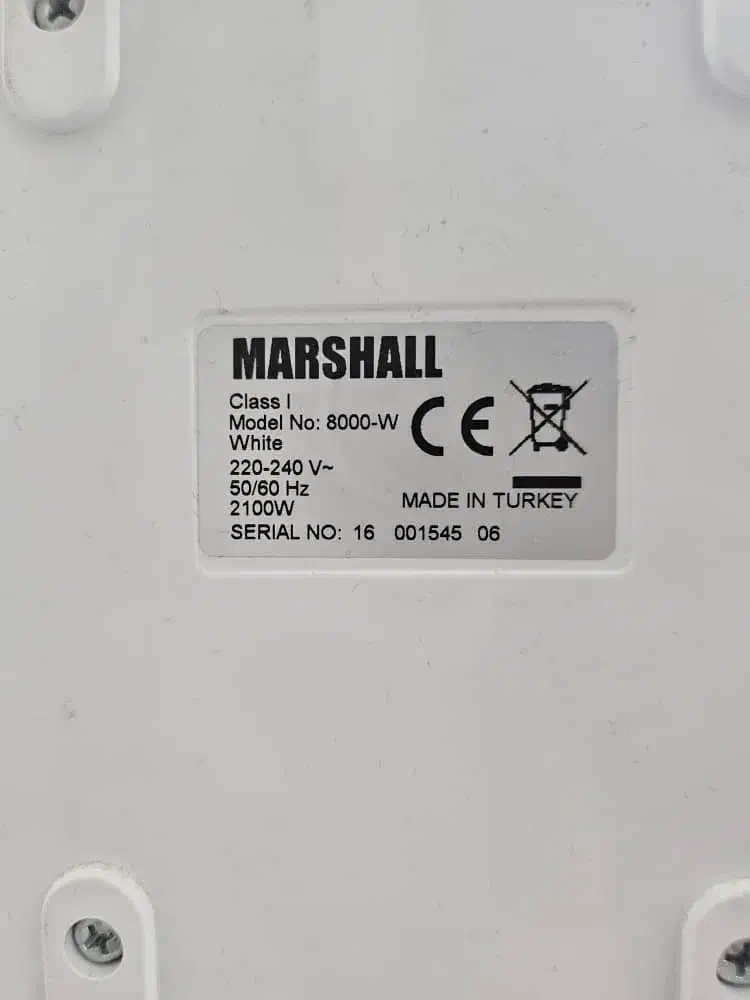 MARSHALL
Class I
Model No: 8000-W
White
220-240 V~
50/60 Hz
2100W
CE
MADE IN TURKEY
SERIAL NO: 16 001545 06